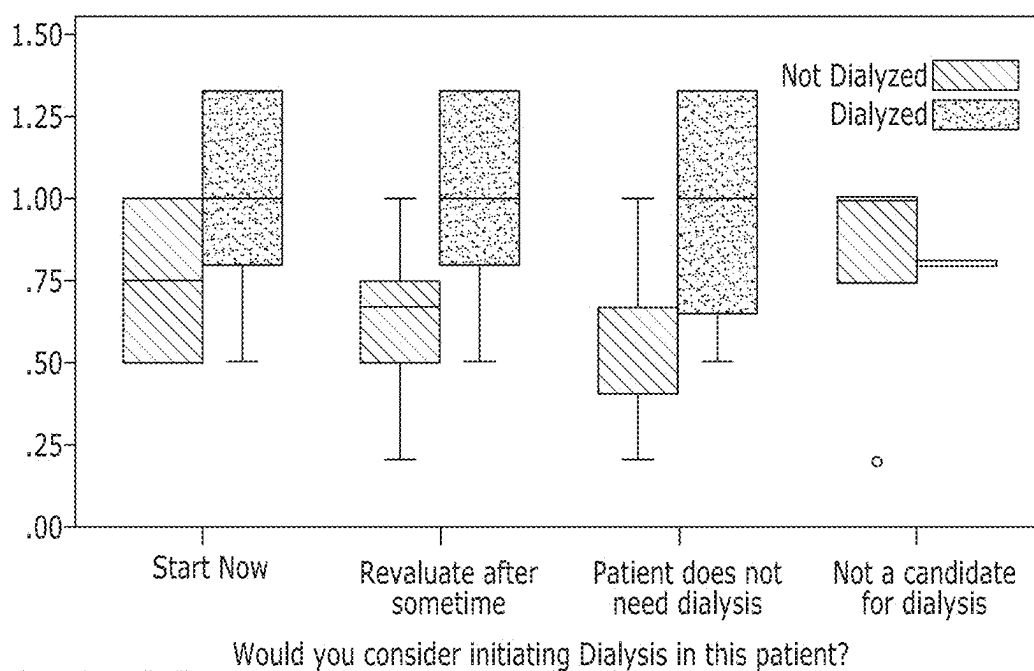 1.50
Not Dialyzed
Dialyzed
1.25
1.00
.75
.50
.25
.00
Start Now
Revaluate after
sometime
Patient does not
need dialysis
Not a candidate
for dialysis
Would you consider initiating Dialysis in this patient?